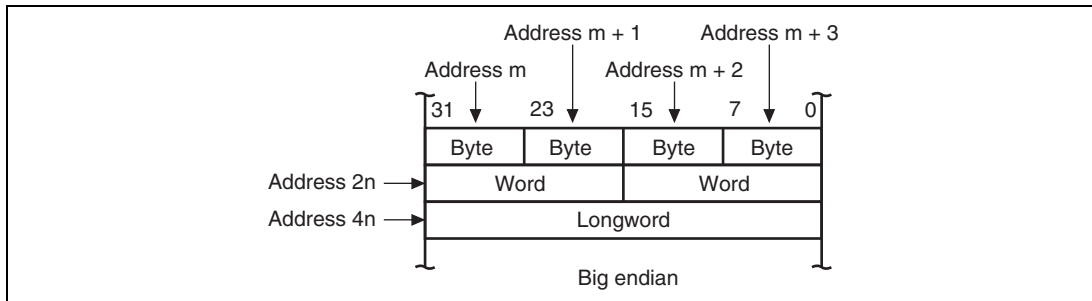 Address m + 1 Address m + 3
Address m Address m + 2
31 23 15 7 0
Byte Byte Byte Byte
Address 2n Word Word
Address 4n Longword
Big endian